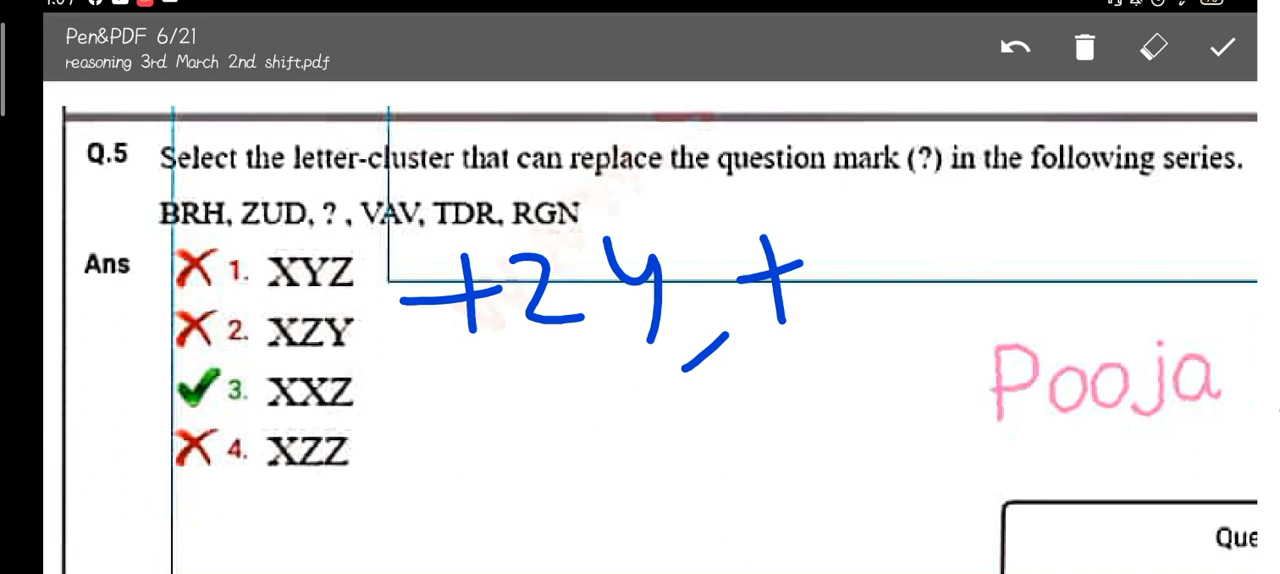 Pen&PDF 6/21
reasoning 3rd March 2nd shift.pdf
Q.5 Select the letter-cluster that can replace the question mark (?) in the following series.
BRH, ZUD, ? , VAV, TDR, RGN
Ans
1. XYZ
2. XZY
3. XXZ
4. XZZ
+24, +
Pooja
Que